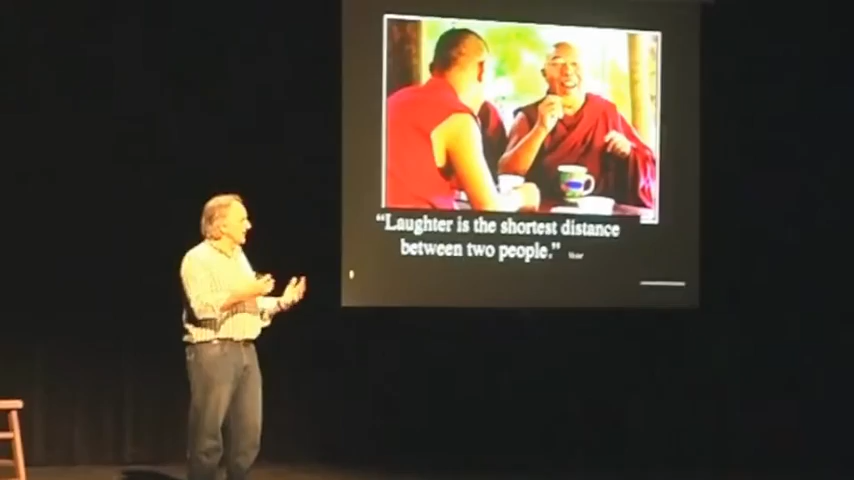 “Laughter is the shortest distance
between two people.”